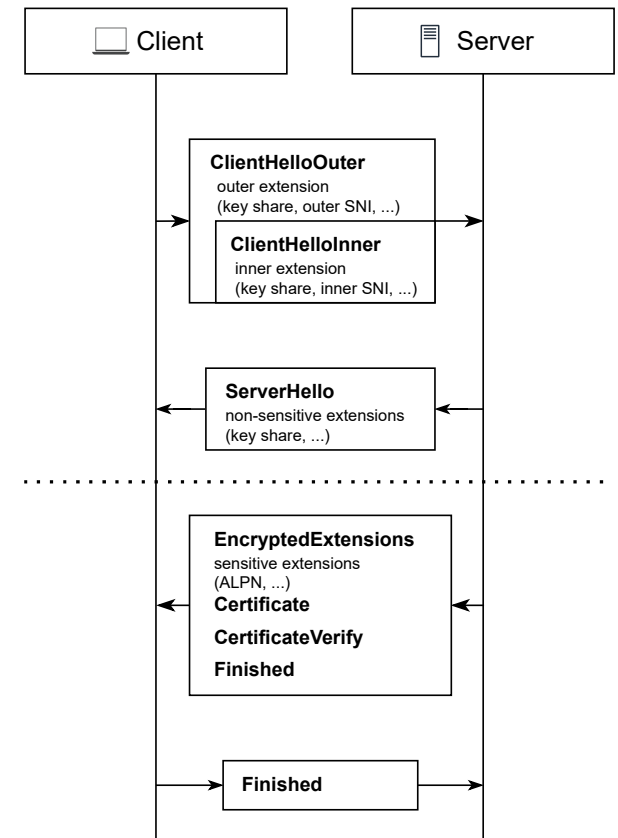 Client
Server
ClientHelloOuter
outer extension
(key share, outer SNI, ...)
ClientHelloInner
inner extension
(key share, inner SNI, ...)
ServerHello
non-sensitive extensions
(key share, ...)
EncryptedExtensions
sensitive extensions
(ALPN, ...)
Certificate
CertificateVerify
Finished
Finished